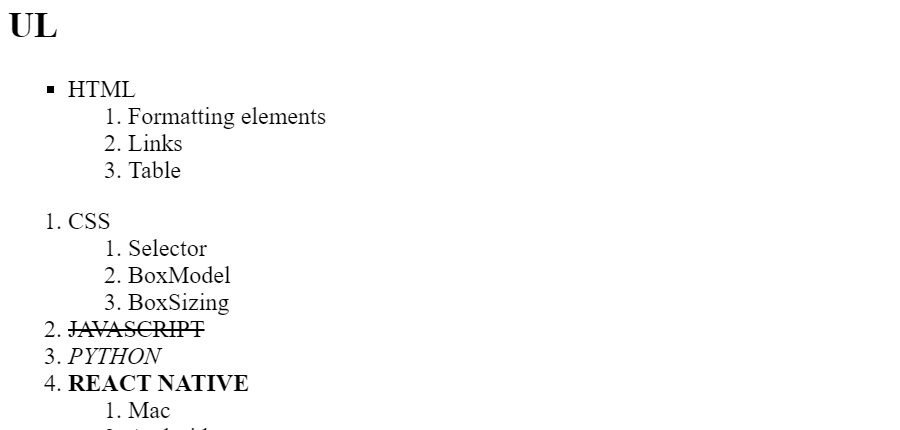 UL
▪ HTML
1. Formatting elements
2. Links
3. Table
1. CSS
1. Selector
2. BoxModel
3. BoxSizing
2. JAVASCRIPT
3. PYTHON
4. REACT NATIVE
1. Mac